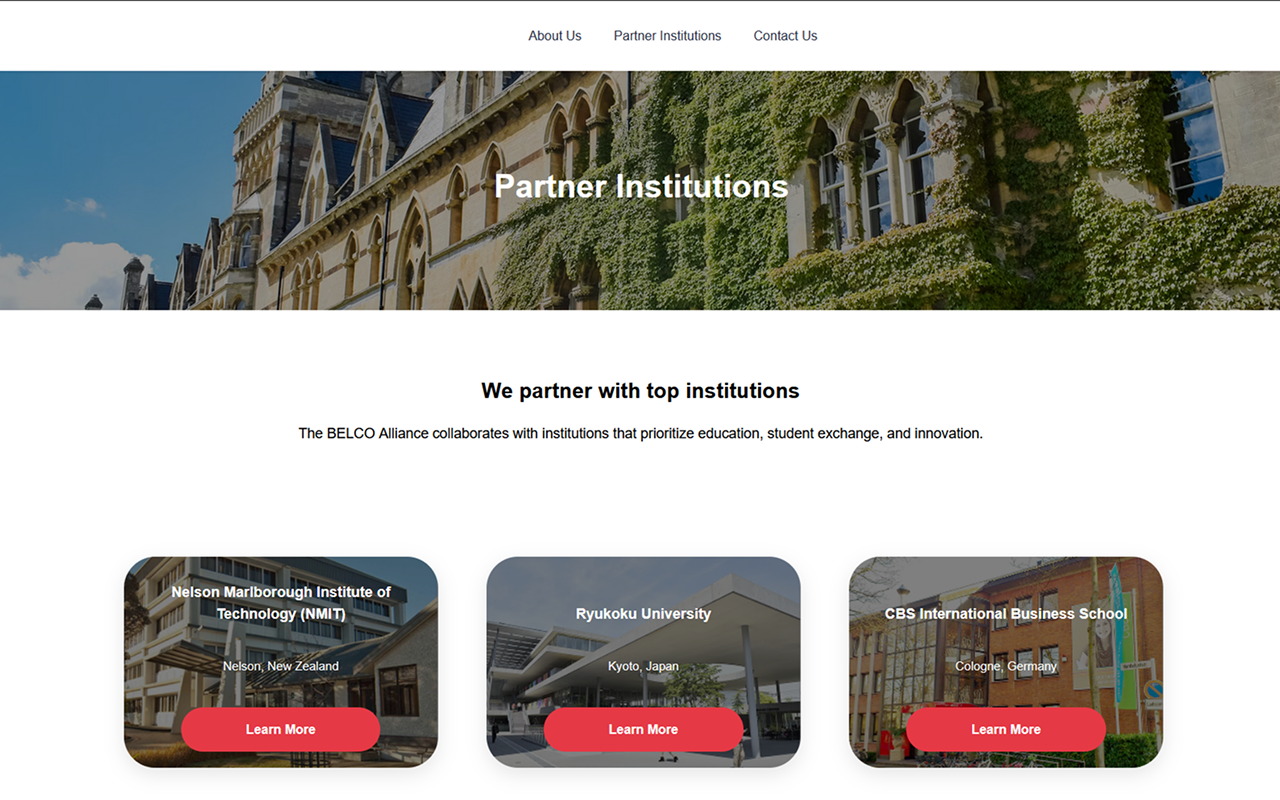 About Us Partner Institutions Contact Us
Partner Institutions
We partner with top institutions
The BELCO Alliance collaborates with institutions that prioritize education, student exchange, and innovation.
Nelson Marlborough Institute of
Technology (NMIT)
Nelson, New Zealand
Learn More
Ryukoku University
Kyoto, Japan
Learn More
CBS International Business School
Cologne, Germany
Learn More